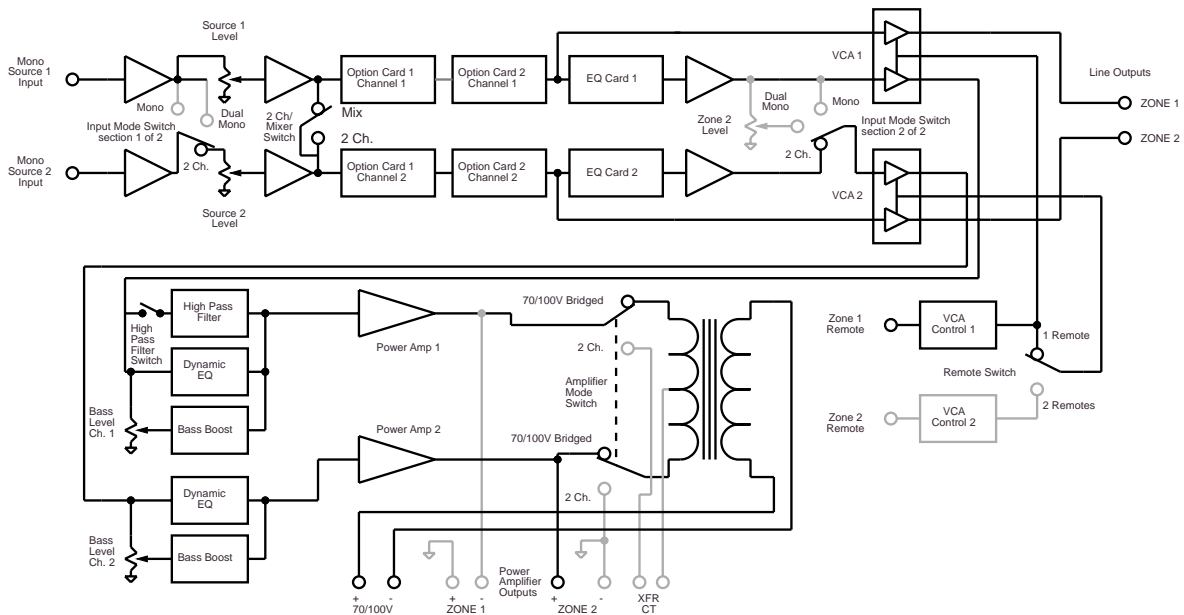 Source 1
Level
Mono
Source 1
Input
Mono
Dual
Mono
Input Mode Switch
section 1 of 2
2 Ch.
Mono
Source 2
Input
Source 2
Level
2 Ch/
Mixer
Switch
Mix
2 Ch.
Option Card 1
Channel 1
Option Card 2
Channel 1
EQ Card 1
Option Card 1
Channel 2
Option Card 2
Channel 2
EQ Card 2
Dual
Mono
Zone 2
Level
Mono
Input Mode Switch
section 2 of 2
2 Ch.
VCA 1
VCA 2
Line Outputs
ZONE 1
ZONE 2
High Pass
Filter
High
Pass
Filter
Switch
Dynamic
EQ
Bass
Level
Ch. 1
Bass Boost
Power Amp 1
70/100V Bridged
2 Ch.
Amplifier
Mode
Switch
Power Amp 2
70/100V Bridged
2 Ch.
Dynamic
EQ
Bass
Level
Ch. 2
Bass Boost
Zone 1
Remote
VCA
Control 1
1 Remote
Remote Switch
Zone 2
Remote
VCA
Control 2
2 Remotes
Power
Amplifier
Outputs
+ -
70/100V
+ -
ZONE 1
+ -
ZONE 2
XFR
CT